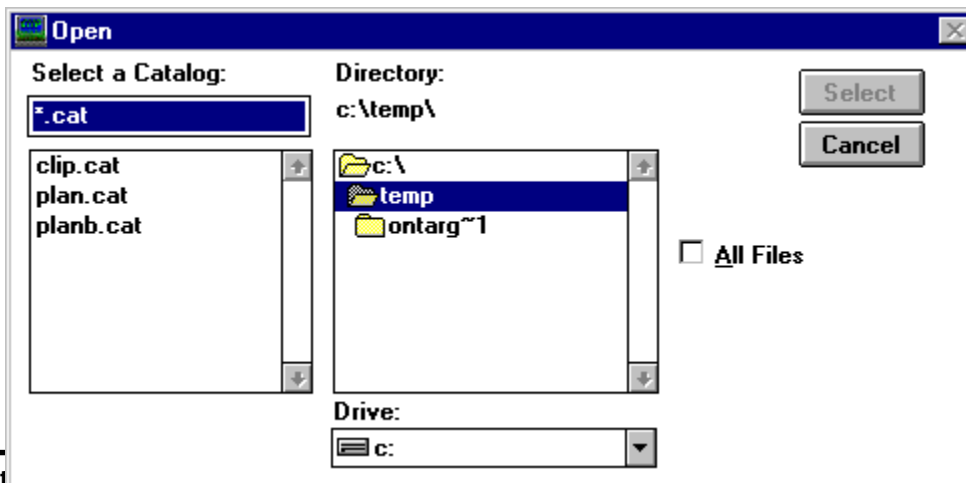 Open
Select a Catalog:
*.cat
clip.cat
plan.cat
planb.cat
Directory:
c:\temp\
c:\
temp
ontarg~1
Drive:
c:
Select
Cancel
All Files